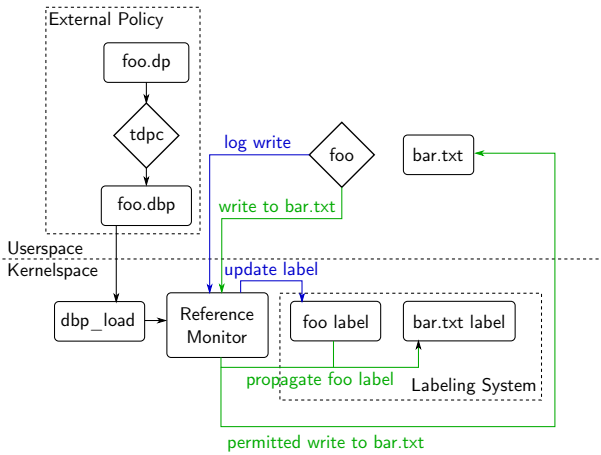 External Policy
foo.dp
tdpc
foo.dbp
log write
foo
bar.txt
write to bar.txt
Userspace
Kernelspace
update label
dbp_load
Reference
Monitor
foo label
bar.txt label
propagate foo label
Labeling System
permitted write to bar.txt